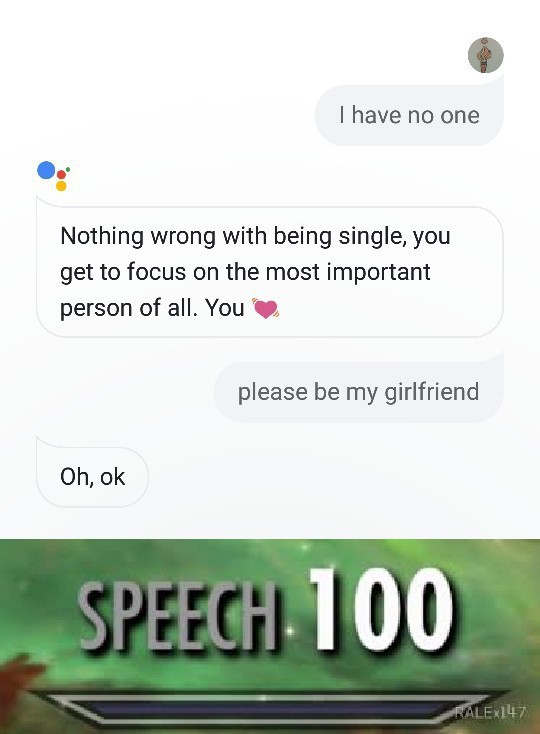 I have no one
Nothing wrong with being single, you
get to focus on the most important
person of all. You 💘
please be my girlfriend
Oh, ok
SPEECH 100
RALEx147